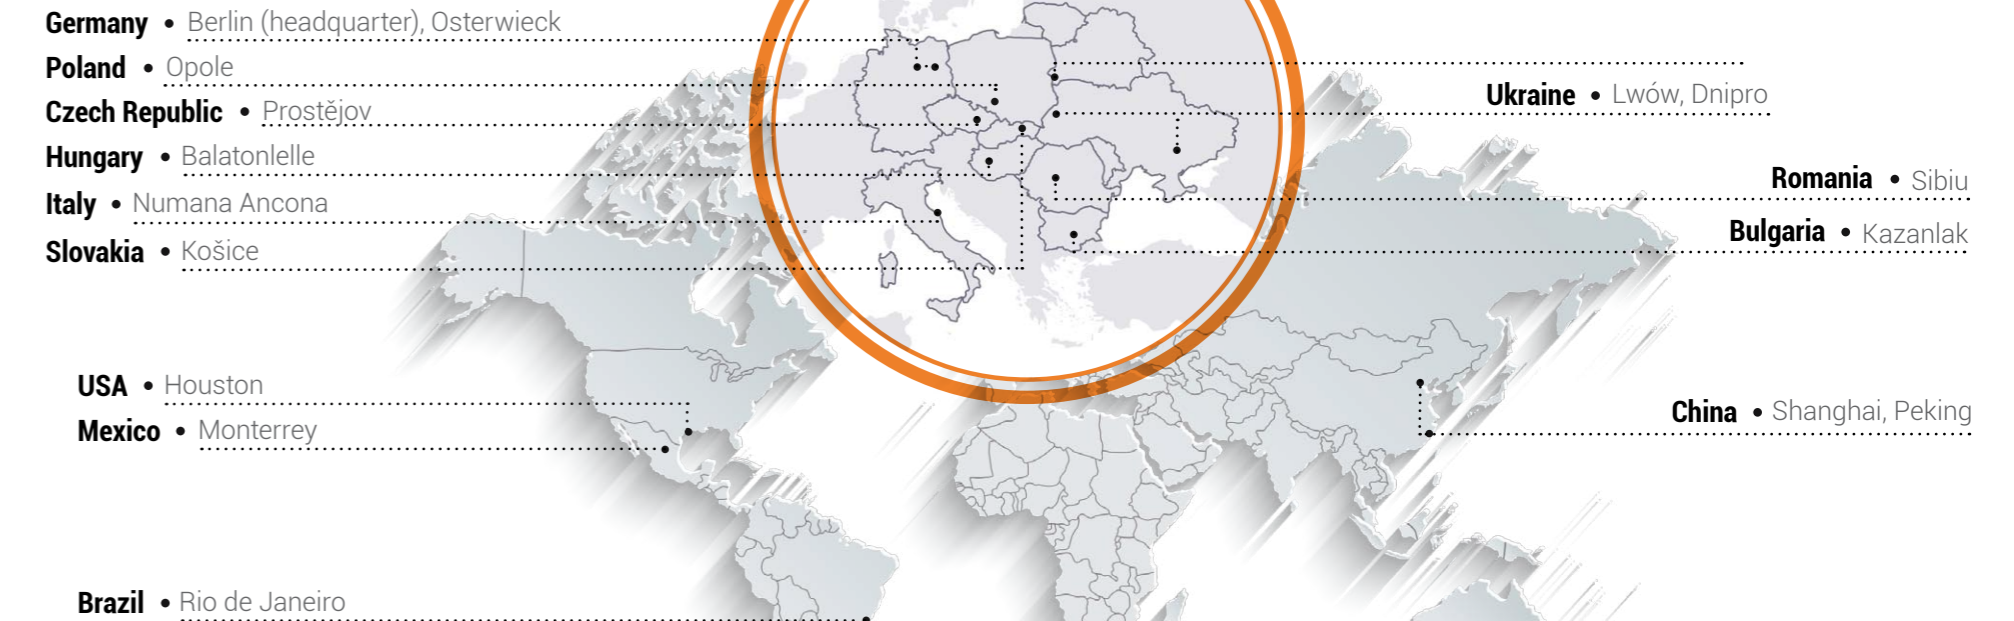 Germany • Berlin (headquarter), Osterwieck
Poland • Opole
Czech Republic • Prostějov
Hungary • Balatonlelle
Italy • Numana Ancona
Slovakia • Košice
Ukraine • Lwów, Dnipro
Romania • Sibiu
Bulgaria • Kazanlak
USA • Houston
Mexico • Monterrey
China • Shanghai, Peking
Brazil • Rio de Janeiro